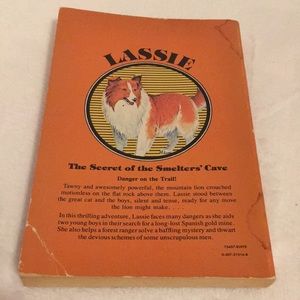 LASSIE
The Secret of the Smelters' Cave
Danger on the Trail!
Tawny and awesomely powerful, the mountain lion crouched
motionless on the flat rock above them. Lassie stood between
the great cat and the boys, silent and tense, ready for any move
the lion might make. . . .
In this thrilling adventure, Lassie faces many dangers as she aids
two young boys in their search for a long-lost Spanish gold mine.
She also helps a forest ranger solve a baffling mystery and thwart
the devious schemes of some unscrupulous men.